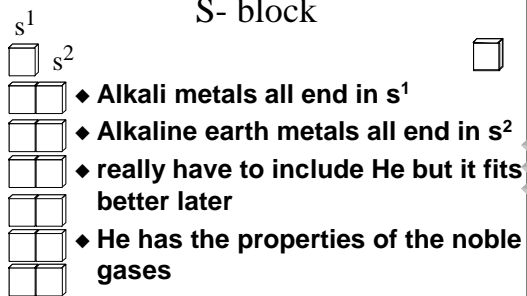 S- block
s¹
s²
◆ Alkali metals all end in s¹
◆ Alkaline earth metals all end in s²
◆ really have to include He but it fits
better later
◆ He has the properties of the noble
gases